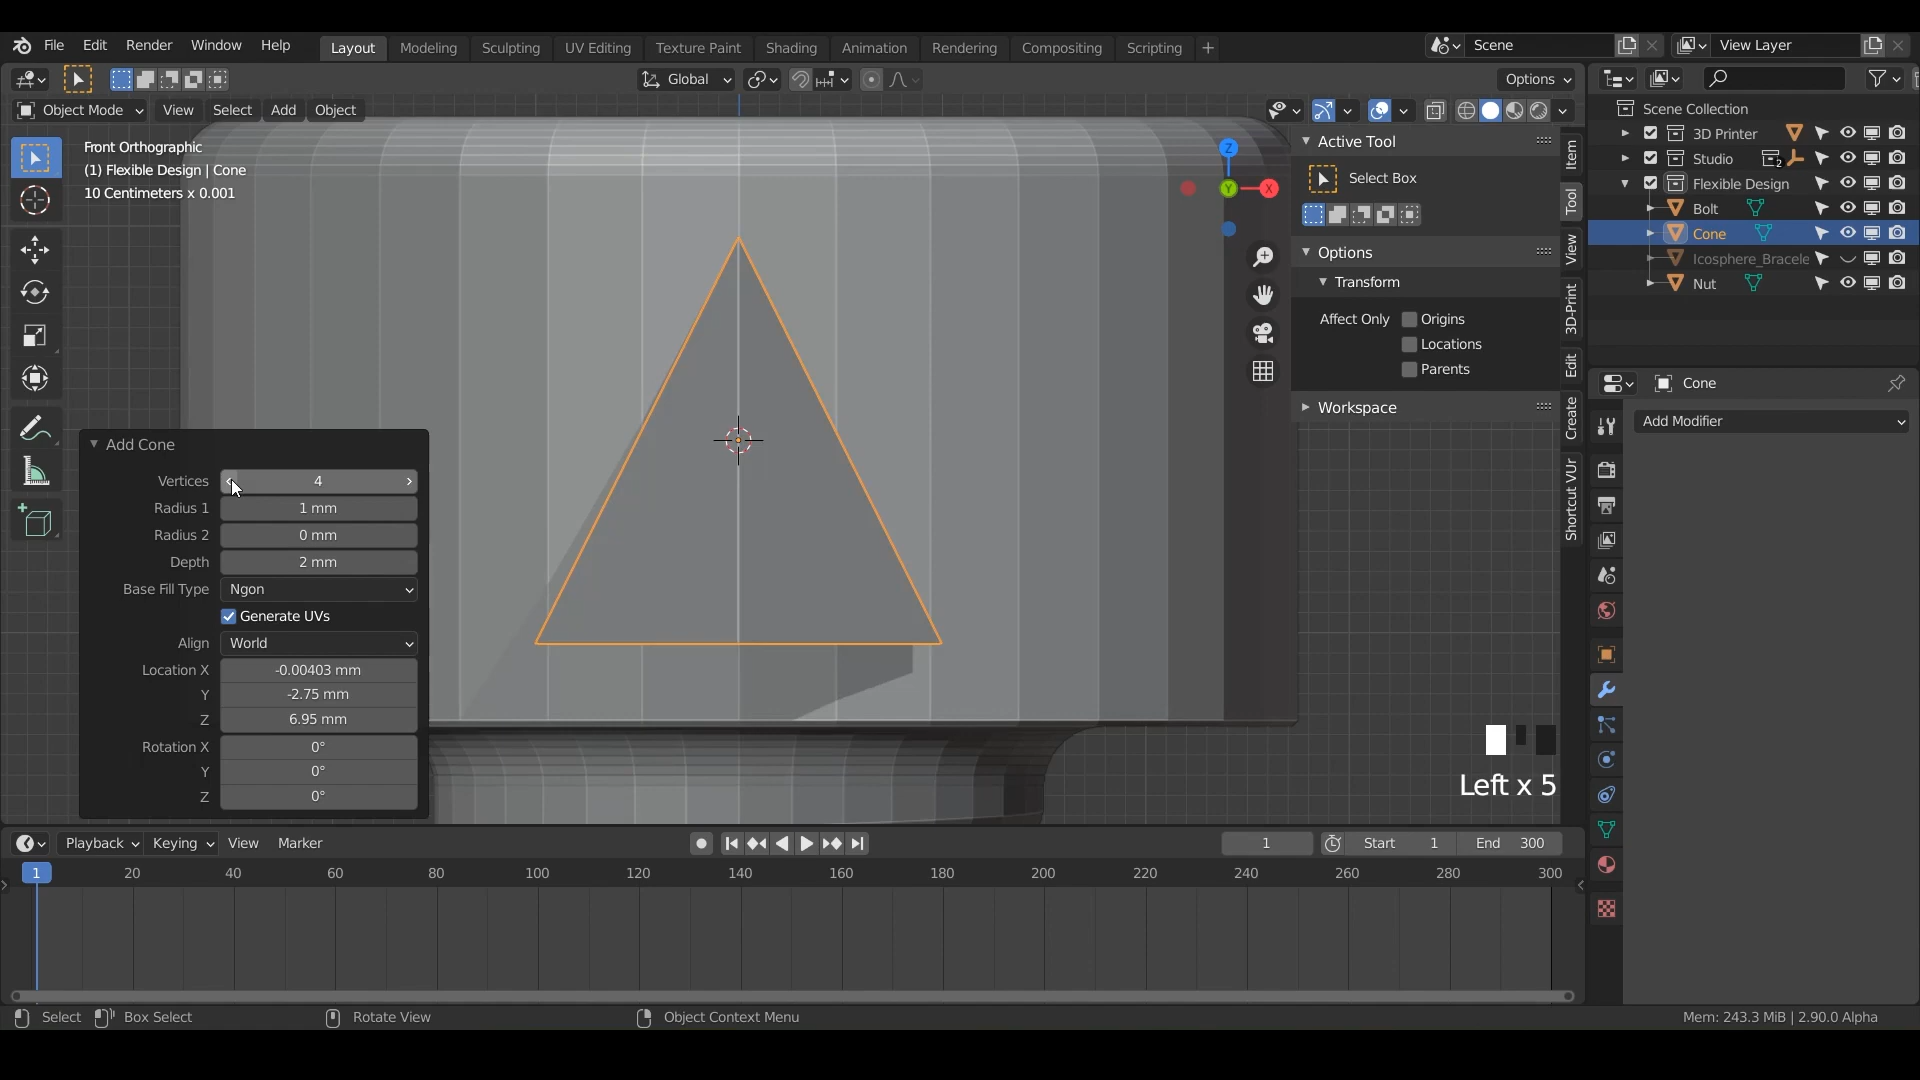 File Edit Render Window Help Layout Modeling Sculpting UV Editing Texture Paint Shading Animation Rendering Compositing Scripting + Scene View Layer
Global Options
Object Mode View Select Add Object
Front Orthographic
(1) Flexible Design | Cone
10 Centimeters x 0.001
Z
Y
X
Active Tool
Select Box
Options
Transform
Affect Only Origins
Locations
Parents
Workspace
Item
Tool
View
3D-Print
Edit
Create
Shortcut VUr
Scene Collection
3D Printer
Studio 2
Flexible Design
Bolt
Cone
Icosphere_Bracele
Nut
Cone
Add Modifier
Add Cone
Vertices 4
Radius 1 1 mm
Radius 2 0 mm
Depth 2 mm
Base Fill Type Ngon
Generate UVs
Align World
Location X -0.00403 mm
Y -2.75 mm
Z 6.95 mm
Rotation X 0°
Y 0°
Z 0°
Left x 5
Playback Keying View Marker 1 Start 1 End 300
1 20 40 60 80 100 120 140 160 180 200 220 240 260 280 300
Select Box Select Rotate View Object Context Menu Mem: 243.3 MiB | 2.90.0 Alpha